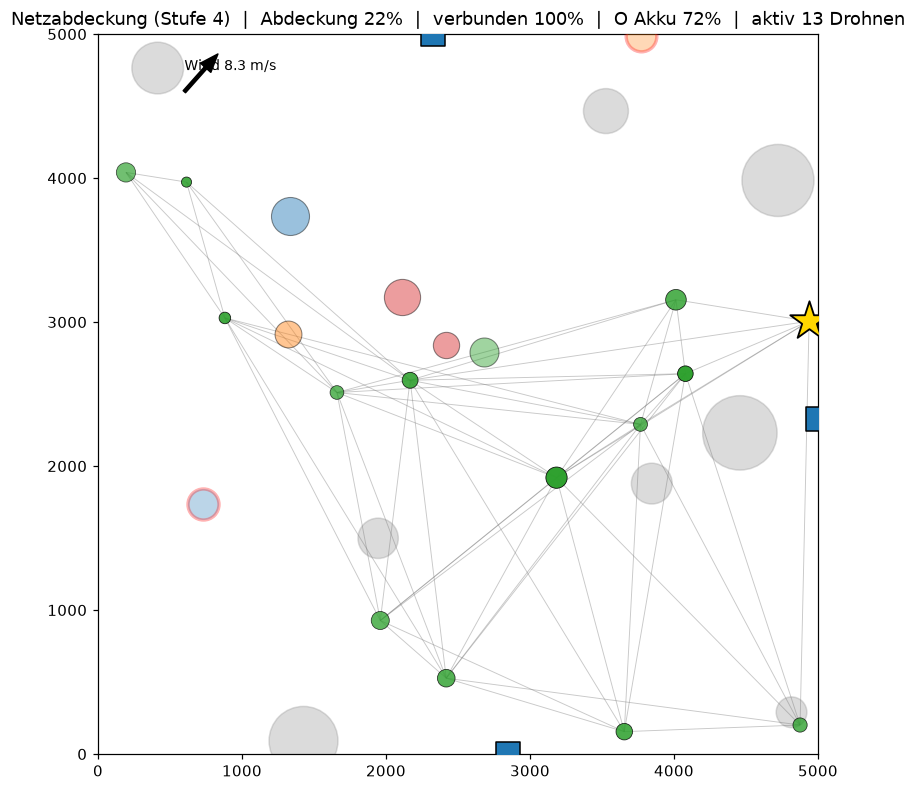 Netzabdeckung (Stufe 4) | Abdeckung 22% | verbunden 100% | O Akku 72% | aktiv 13 Drohnen
5000
Wind 8.3 m/s
4000
3000
2000
1000
0
0 1000 2000 3000 4000 5000